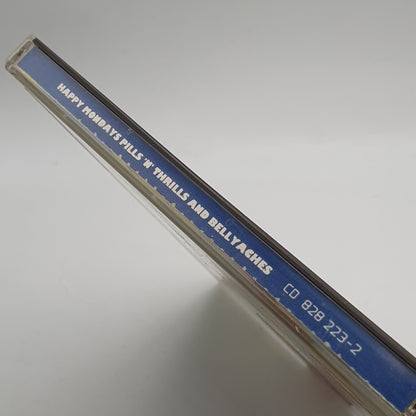 HAPPY MONDAYS PILLS 'N' THRILLS AND BELLYACHES CD 828 223-2